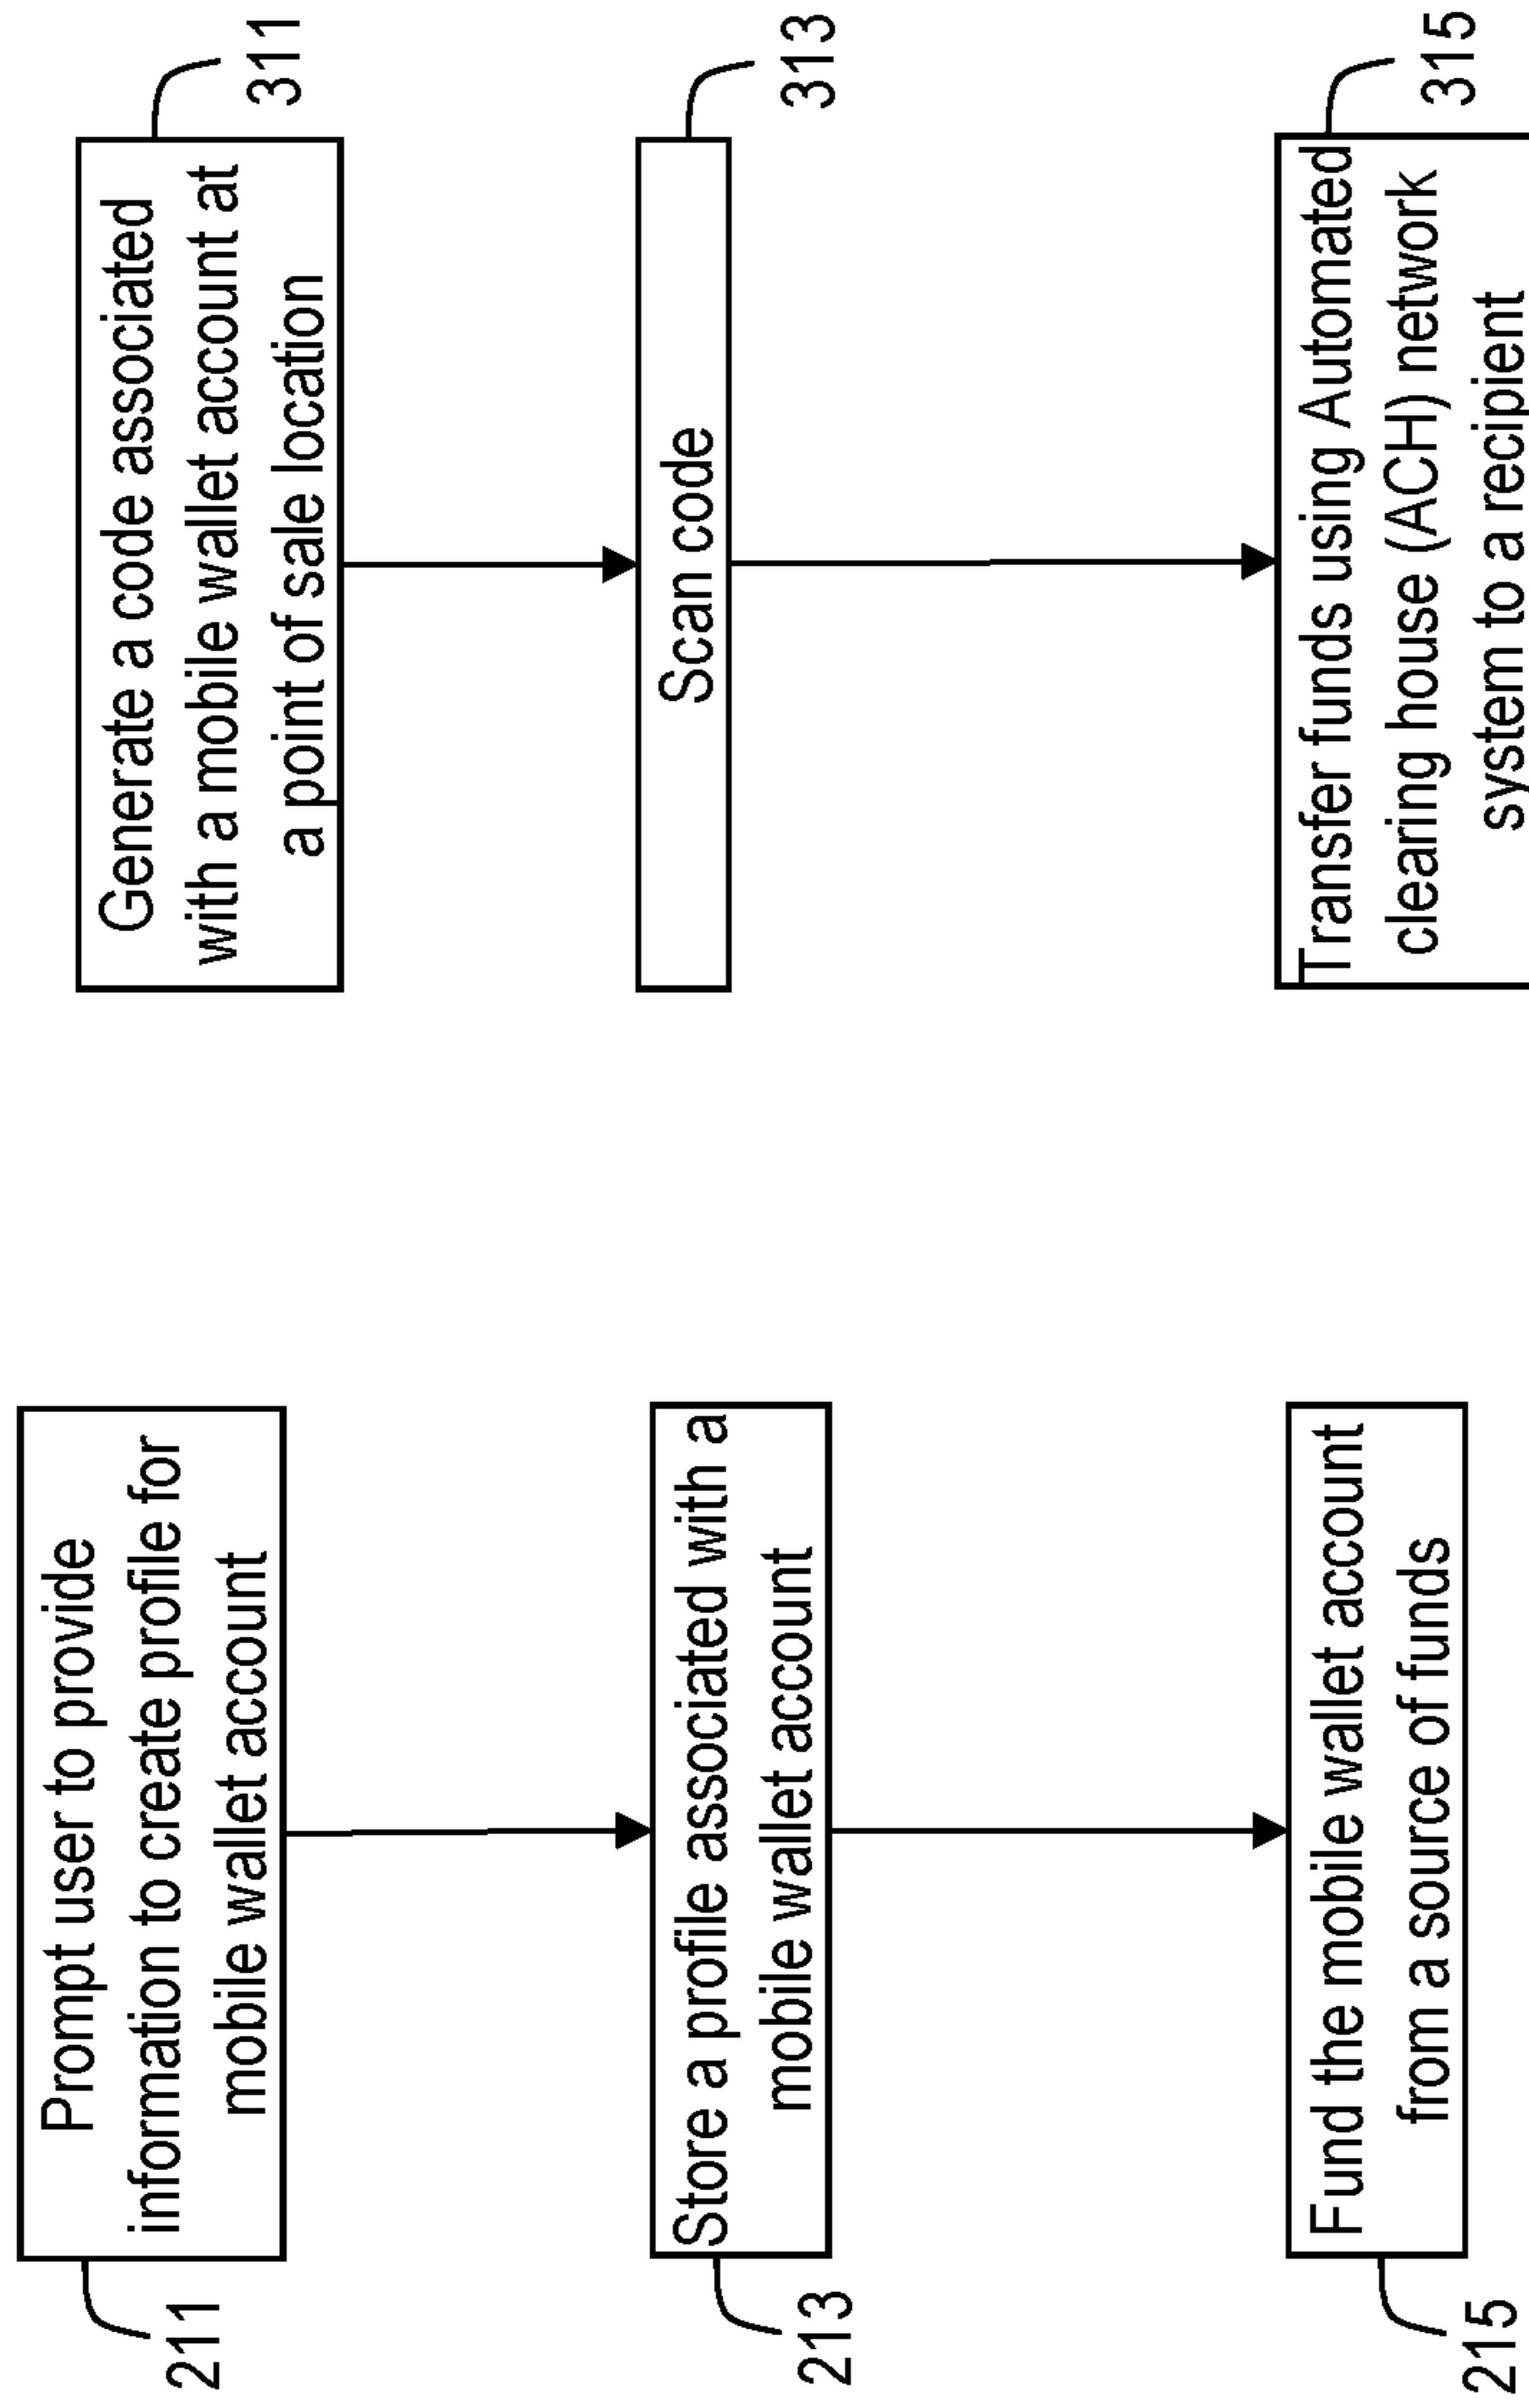 211
Prompt user to provide
information to create profile for
mobile wallet account
213
Store a profile associated with a
mobile wallet account
215
Fund the mobile wallet account
from a source of funds
Generate a code associated
with a mobile wallet account at
a point of sale location
311
Scan code
313
Transfer funds using Automated
clearing house (ACH) network
system to a recipient
315